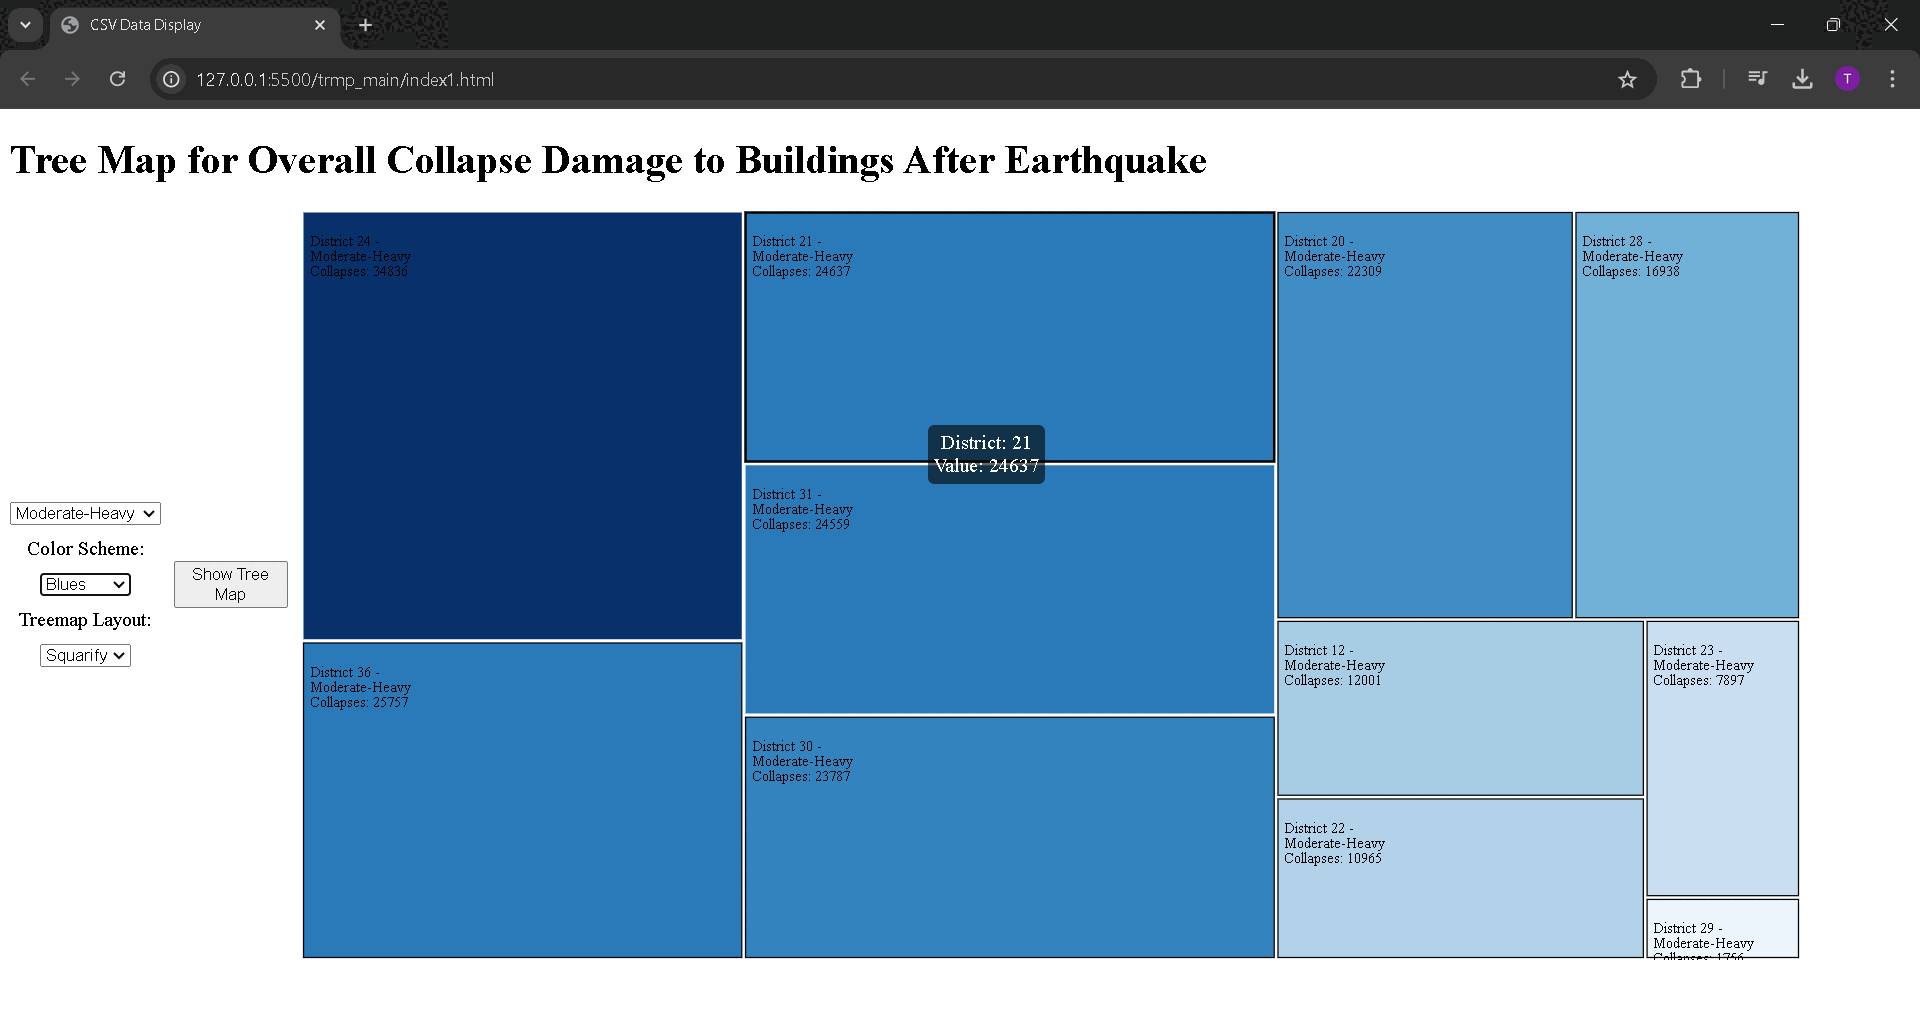 CSV Data Display
127.0.0.1:5500/trmp_main/index1.html
T
Tree Map for Overall Collapse Damage to Buildings After Earthquake
Moderate-Heavy
Color Scheme:
Blues
Treemap Layout:
Squarify
Show Tree
Map
District 24 -
Moderate-Heavy
Collapses: 34836
District 36 -
Moderate-Heavy
Collapses: 25757
District 21 -
Moderate-Heavy
Collapses: 24637
District: 21
Value: 24637
District 31 -
Moderate-Heavy
Collapses: 24559
District 30 -
Moderate-Heavy
Collapses: 23787
District 20 -
Moderate-Heavy
Collapses: 22309
District 28 -
Moderate-Heavy
Collapses: 16938
District 12 -
Moderate-Heavy
Collapses: 12001
District 22 -
Moderate-Heavy
Collapses: 10965
District 23 -
Moderate-Heavy
Collapses: 7897
District 29 -
Moderate-Heavy
Collapses: 1756